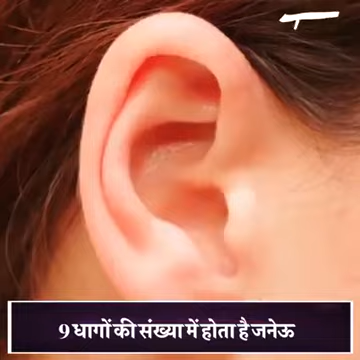 9 धागों की संख्या में होता है जनेऊ